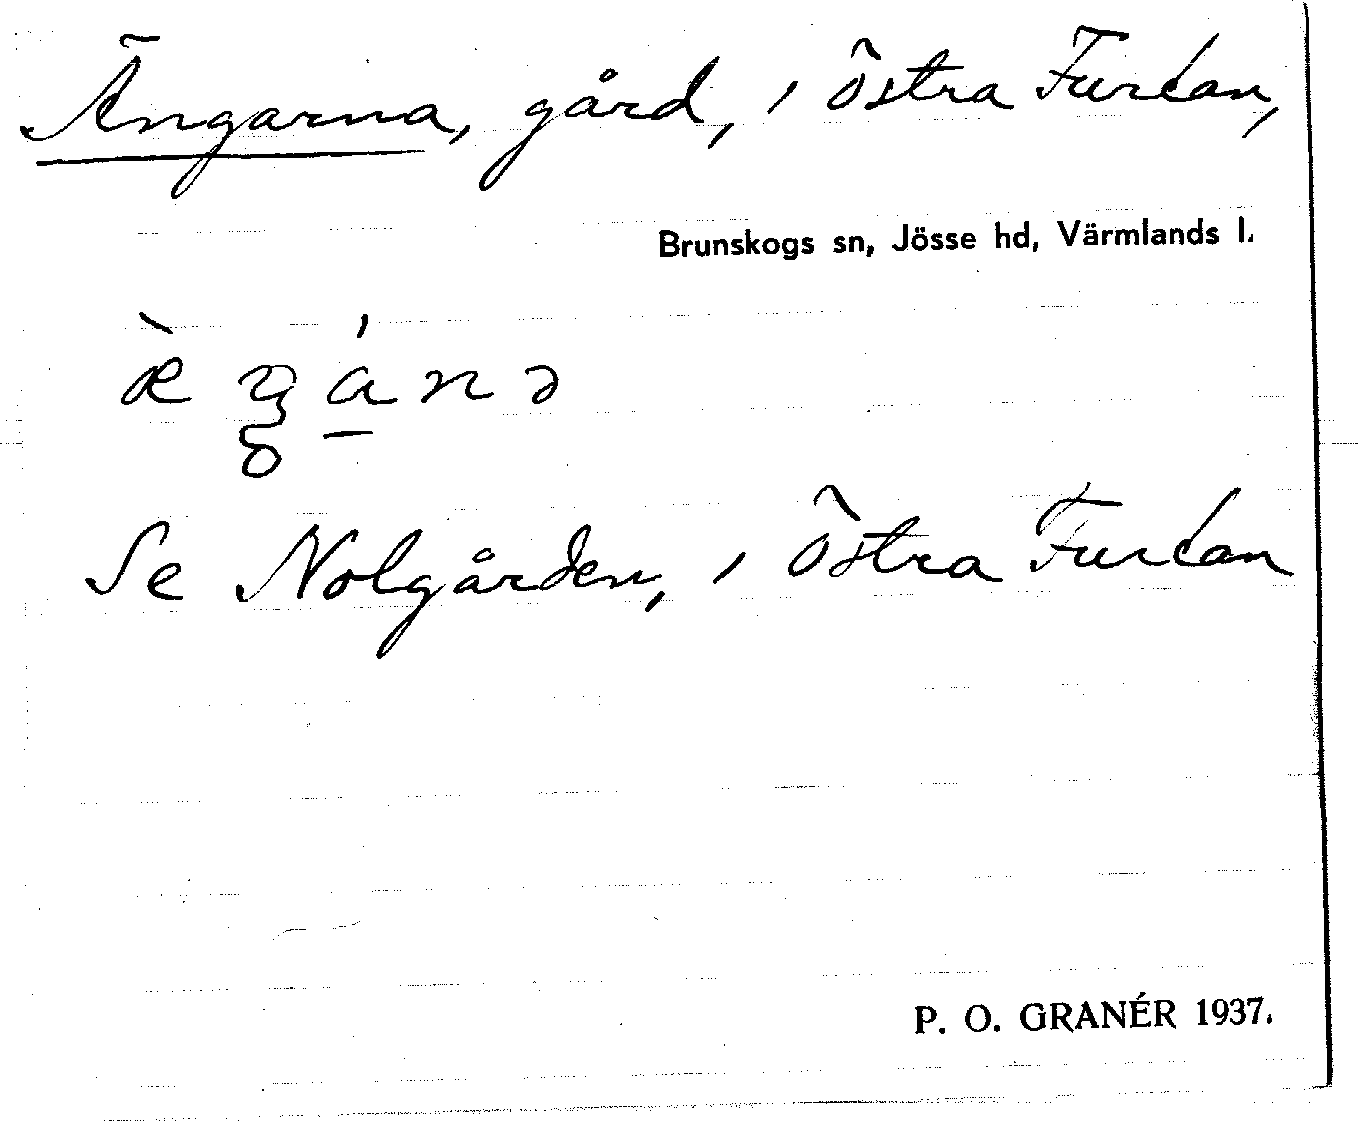 Ängarna, gård, i Östra Furtan,
Brunskogs sn, Jösse hd, Värmlands l.
Se Nolgården, i Östra Furtan
P. O. GRANÉR 1937.